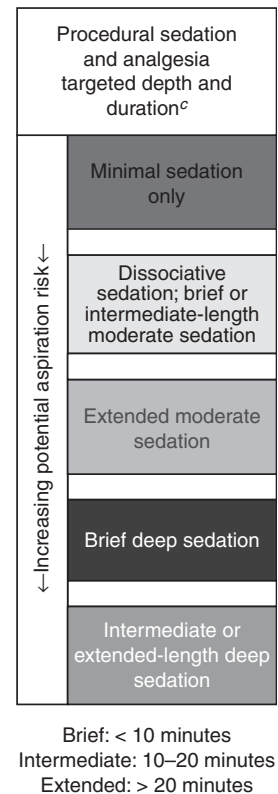 Procedural sedation
and analgesia
targeted depth and
durationᶜ
←Increasing potential aspiration risk←
Minimal sedation
only
Dissociative
sedation; brief or
intermediate-length
moderate sedation
Extended moderate
sedation
Brief deep sedation
Intermediate or
extended-length deep
sedation
Brief: < 10 minutes
Intermediate: 10–20 minutes
Extended: > 20 minutes